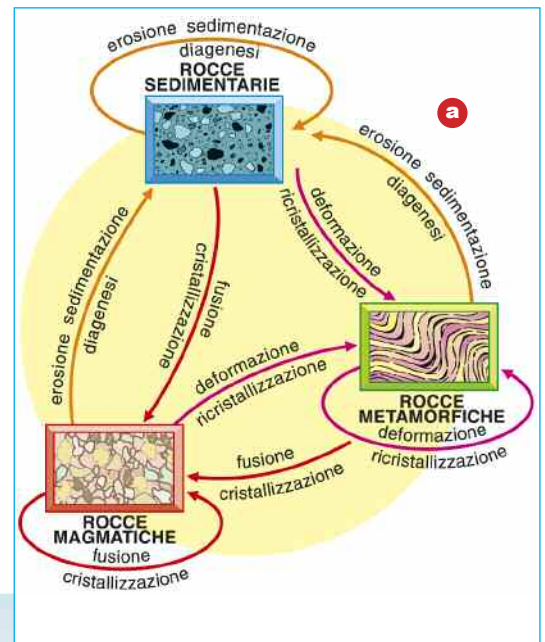 erosione sedimentazione
diagenesi
ROCCE
SEDIMENTARIE
a
erosione sedimentazione
diagenesi
deformazione
ricristallizzazione
fusione
cristallizzazione
erosione sedimentazione
diagenesi
deformazione
ricristallizzazione
ROCCE
METAMORFICHE
deformazione
ricristallizzazione
fusione
cristallizzazione
ROCCE
MAGMATICHE
fusione
cristallizzazione